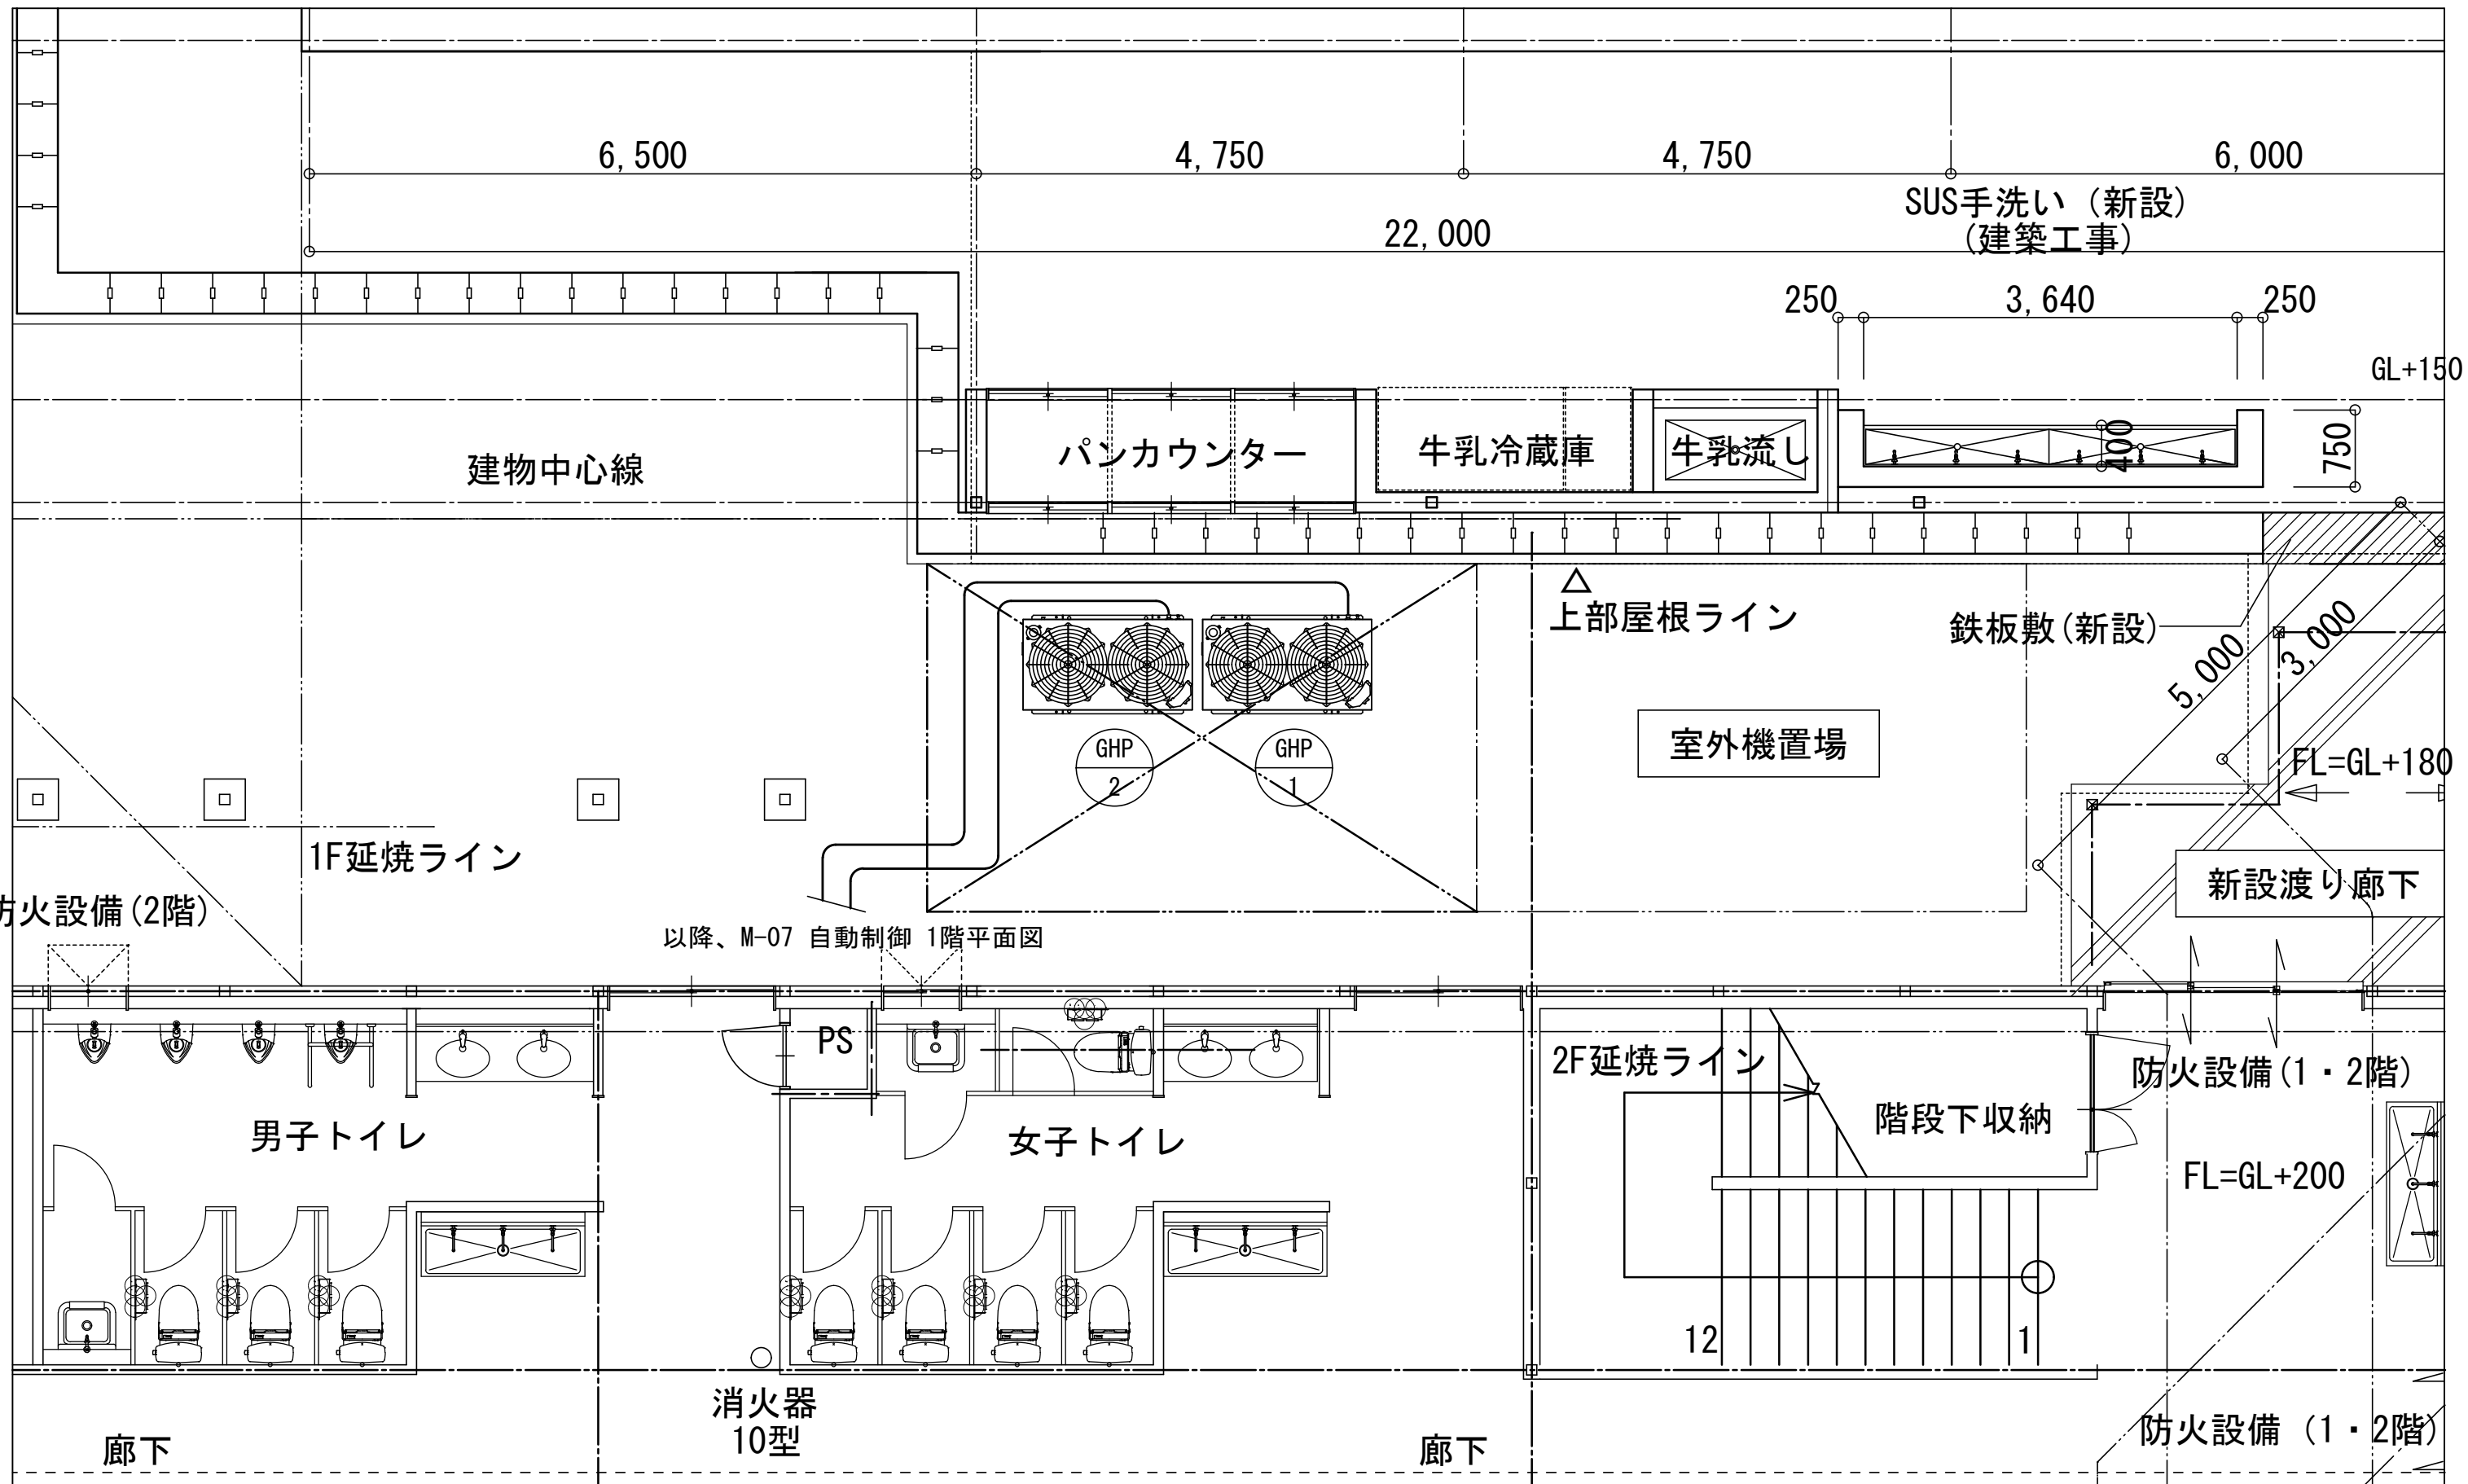 6,500
4,750
4,750
6,000
SUS手洗い（新設）
(建築工事)
22,000
250
3,640
250
GL+150
建物中心線
パンカウンター
牛乳冷蔵庫
牛乳流し
400
750
上部屋根ライン
鉄板敷(新設)
5,000
3,000
GHP
2
GHP
1
室外機置場
FL=GL+180
1F延焼ライン
新設渡り廊下
防火設備(2階)
以降、M-07 自動制御 1階平面図
PS
2F延焼ライン
防火設備(1・2階)
男子トイレ
女子トイレ
階段下収納
FL=GL+200
12
1
消火器
10型
廊下
廊下
防火設備（1・2階)